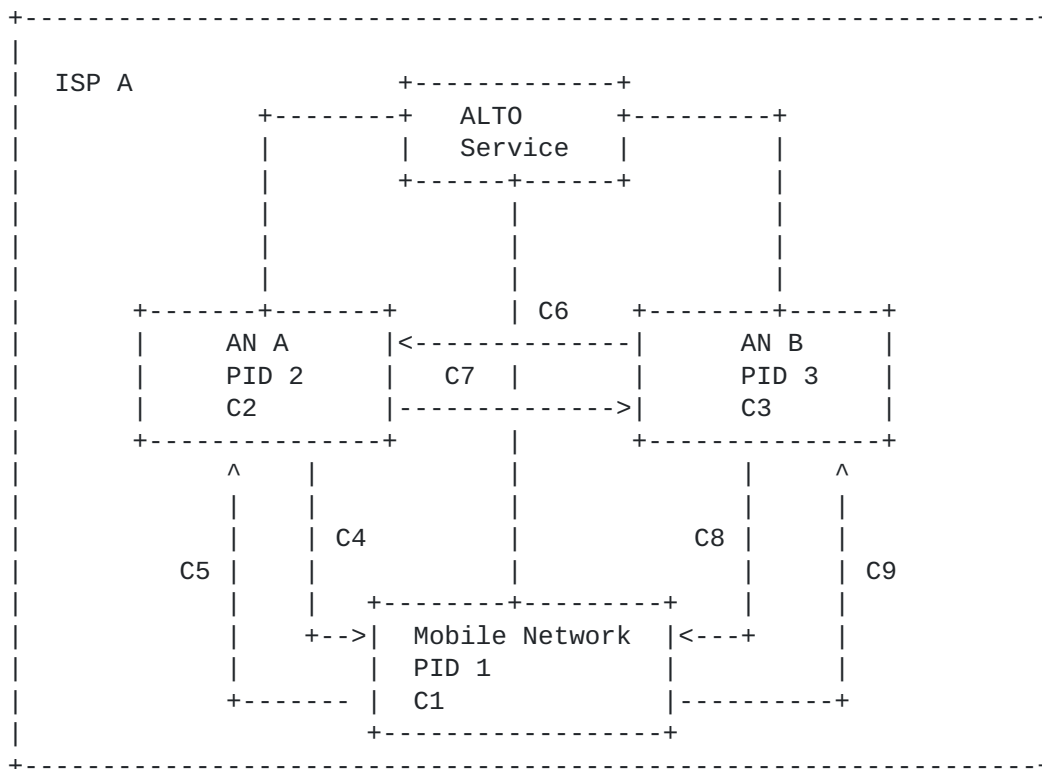 ISP A
ALTO
Service
C6
AN A
AN B
PID 2
C7
PID 3
C2
C3
C4
C8
C5
C9
Mobile Network
PID 1
C1